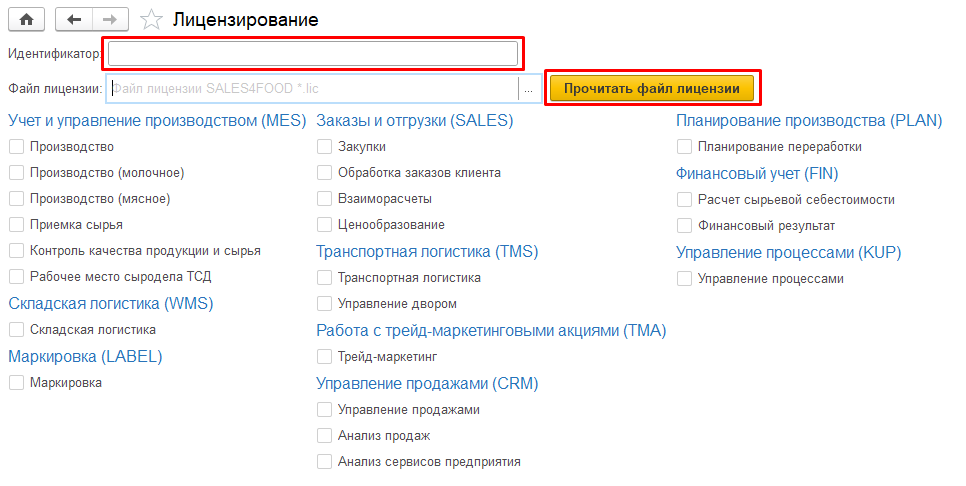 Лицензирование
Идентификатор:
Файл лицензии: Файл лицензии SALES4FOOD *.lic ... Прочитать файл лицензии
Учет и управление производством (MES)
Производство
Производство (молочное)
Производство (мясное)
Приемка сырья
Контроль качества продукции и сырья
Рабочее место сыродела ТСД
Складская логистика (WMS)
Складская логистика
Маркировка (LABEL)
Маркировка
Заказы и отгрузки (SALES)
Закупки
Обработка заказов клиента
Взаиморасчеты
Ценообразование
Транспортная логистика (TMS)
Транспортная логистика
Управление двором
Работа с трейд-маркетинговыми акциями (TMA)
Трейд-маркетинг
Управление продажами (CRM)
Управление продажами
Анализ продаж
Анализ сервисов предприятия
Планирование производства (PLAN)
Планирование переработки
Финансовый учет (FIN)
Расчет сырьевой себестоимости
Финансовый результат
Управление процессами (KUP)
Управление процессами